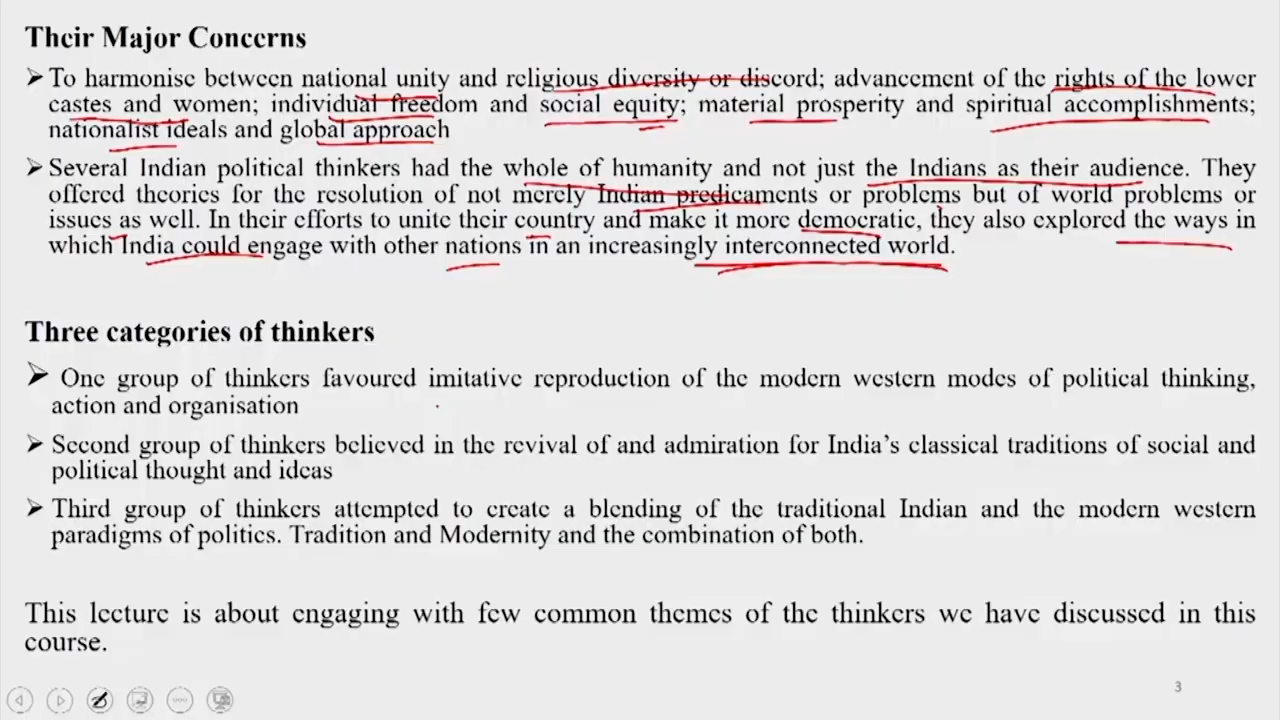 Their Major Concerns
➢ To harmonise between national unity and religious diversity or discord; advancement of the rights of the lower
castes and women; individual freedom and social equity; material prosperity and spiritual accomplishments;
nationalist ideals and global approach
➢ Several Indian political thinkers had the whole of humanity and not just the Indians as their audience. They
offered theories for the resolution of not merely Indian predicaments or problems but of world problems or
issues as well. In their efforts to unite their country and make it more democratic, they also explored the ways in
which India could engage with other nations in an increasingly interconnected world.
Three categories of thinkers
➢ One group of thinkers favoured imitative reproduction of the modern western modes of political thinking,
action and organisation
➢ Second group of thinkers believed in the revival of and admiration for India's classical traditions of social and
political thought and ideas
➢ Third group of thinkers attempted to create a blending of the traditional Indian and the modern western
paradigms of politics. Tradition and Modernity and the combination of both.
This lecture is about engaging with few common themes of the thinkers we have discussed in this
course.
3